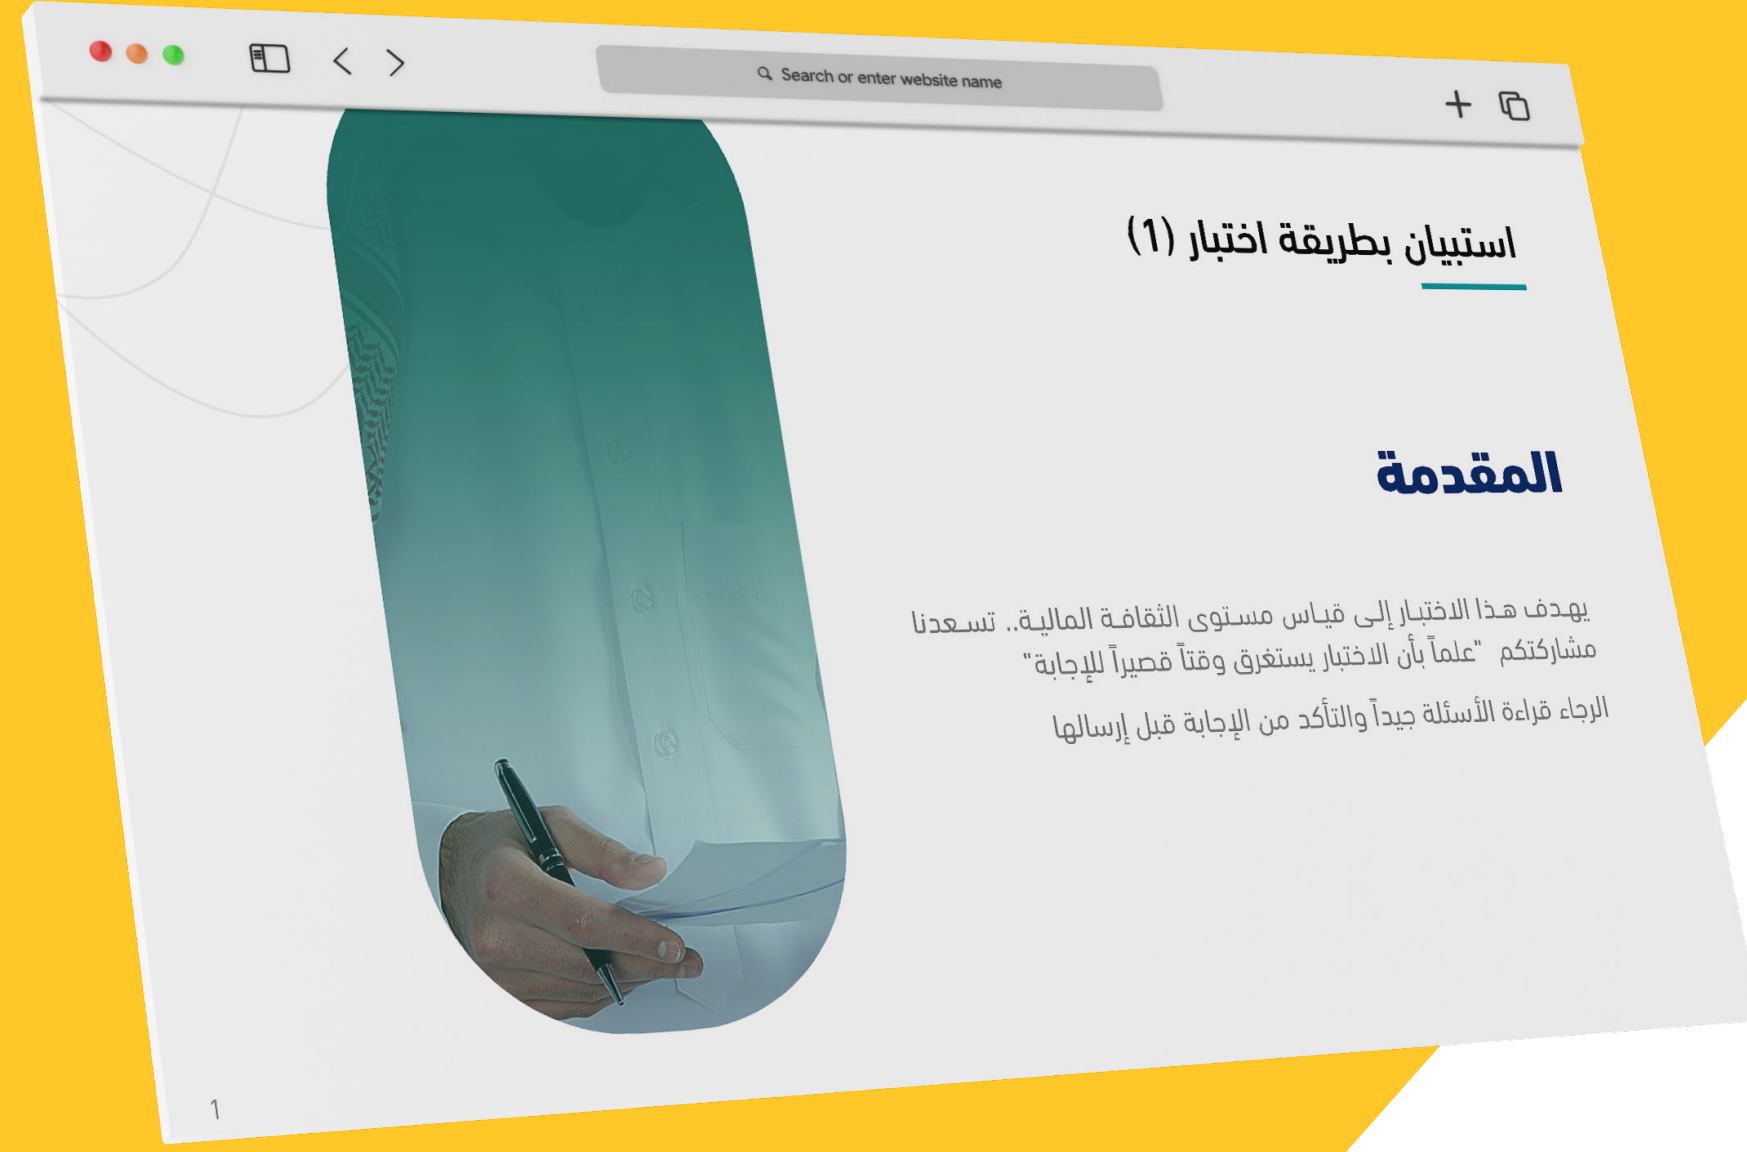 Search or enter website name
استبيان بطريقة اختبار (1)
المقدمة
يهدف هذا الاختبار إلى قياس مستوى الثقافة المالية.. تسعدنا
مشاركتكم "علماً بأن الاختبار يستغرق وقتاً قصيراً للإجابة"
الرجاء قراءة الأسئلة جيداً والتأكد من الإجابة قبل إرسالها
1